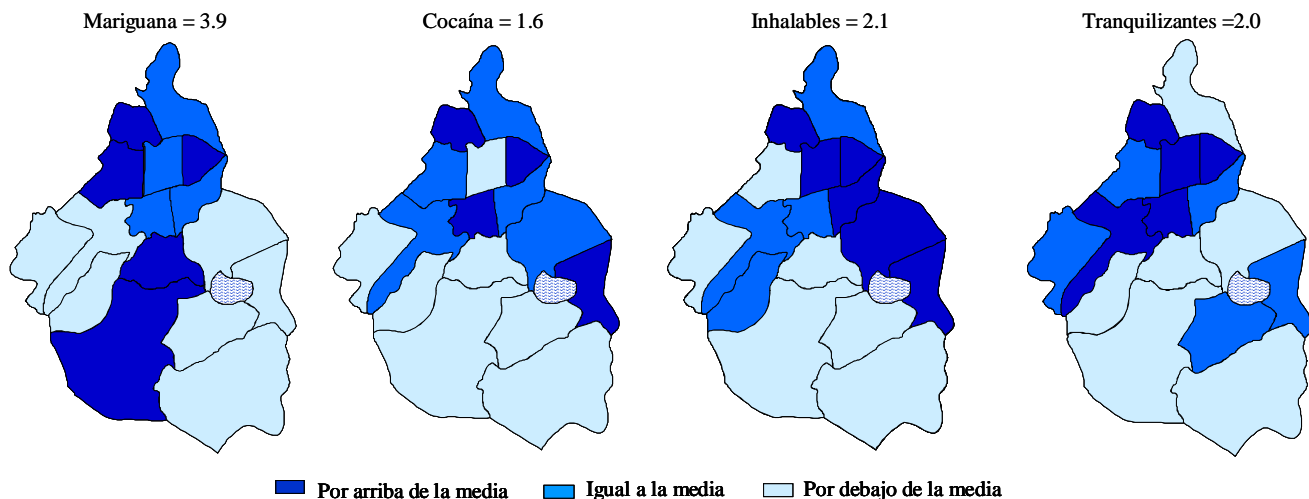 Mariguana = 3.9
Cocaína = 1.6
Inhalables = 2.1
Tranquilizantes =2.0
Por arriba de la media
Igual a la media
Por debajo de la media